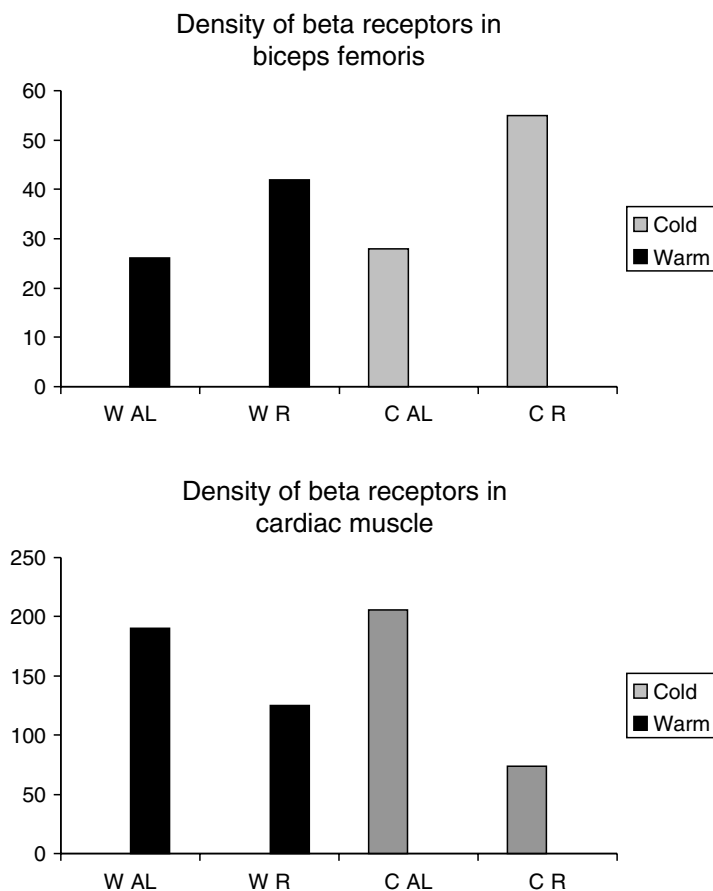 Density of beta receptors in
biceps femoris
60
50
40
30
20
10
0
W AL W R C AL C R
Cold
Warm
Density of beta receptors in
cardiac muscle
250
200
150
100
50
0
W AL W R C AL C R
Cold
Warm